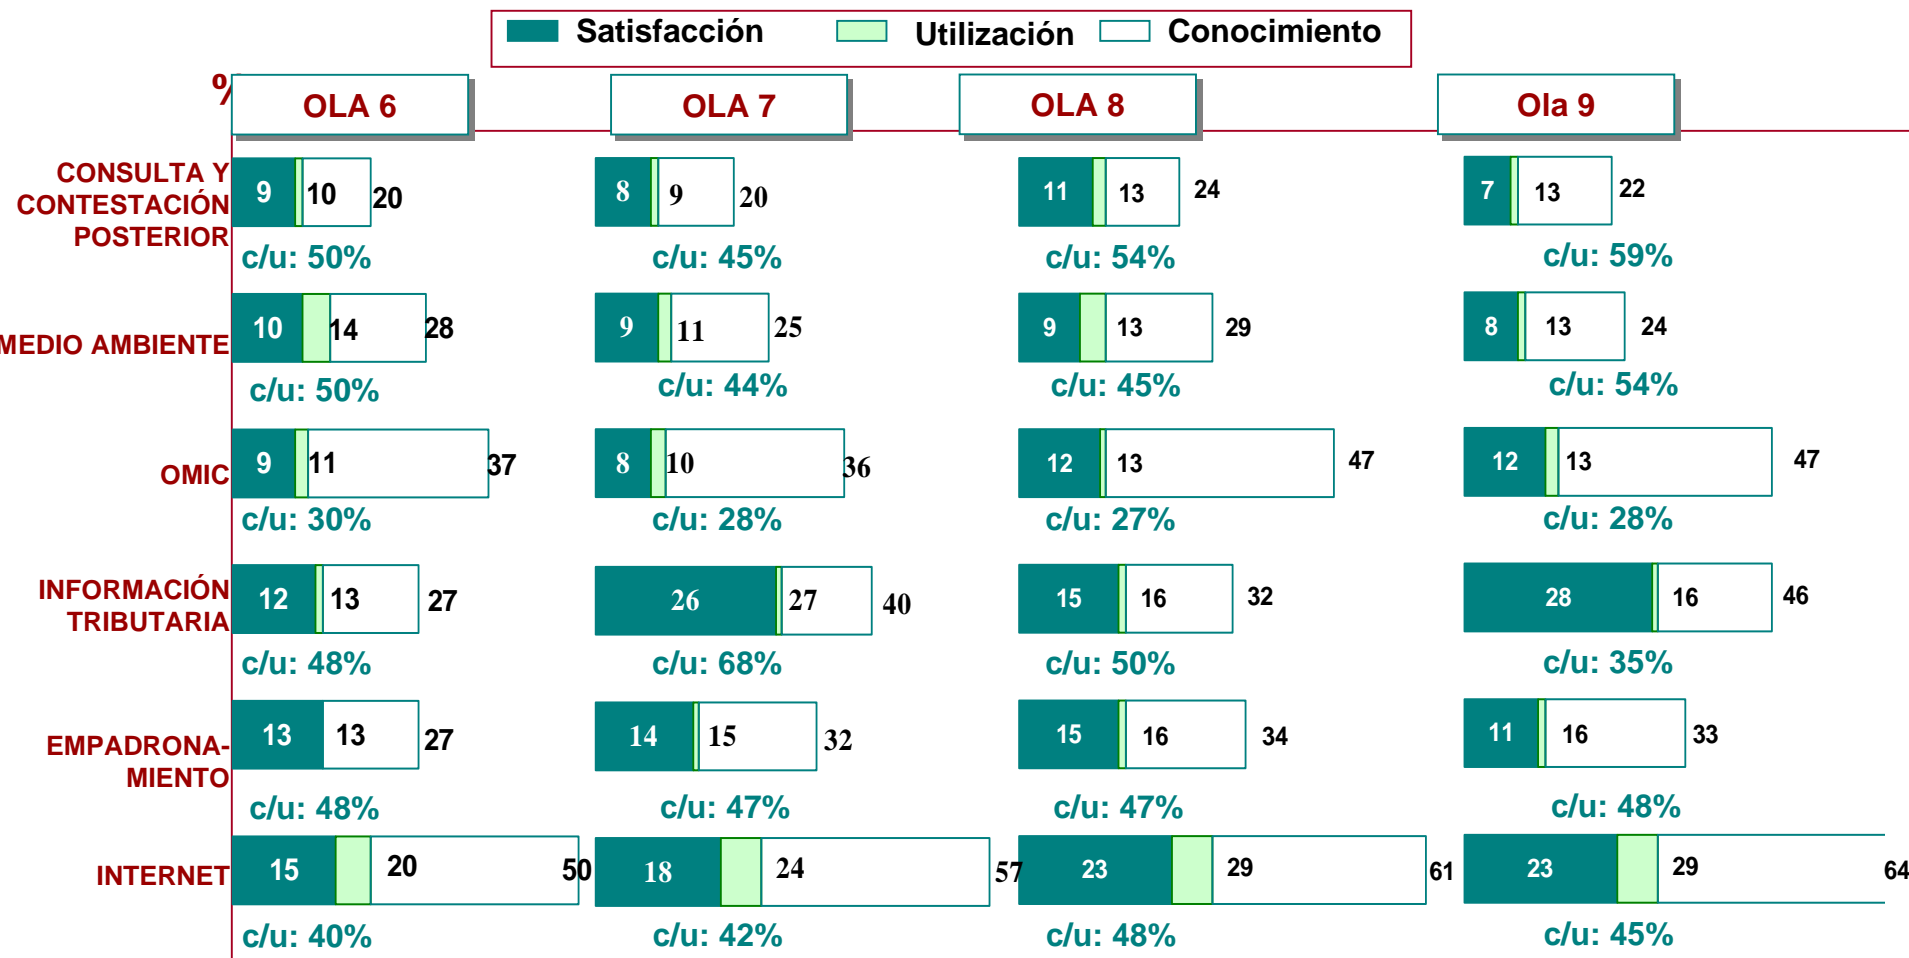 Satisfacción Utilización Conocimiento
%
OLA 6 OLA 7 OLA 8 Ola 9
CONSULTA Y
CONTESTACIÓN
POSTERIOR
9 10 20 8 9 20 11 13 24 7 13 22
c/u: 50% c/u: 45% c/u: 54% c/u: 59%
MEDIO AMBIENTE
10 14 28 9 11 25 9 13 29 8 13 24
c/u: 50% c/u: 44% c/u: 45% c/u: 54%
OMIC
9 11 37 8 10 36 12 13 47 12 13 47
c/u: 30% c/u: 28% c/u: 27% c/u: 28%
INFORMACIÓN
TRIBUTARIA
12 13 27 26 27 40 15 16 32 28 16 46
c/u: 48% c/u: 68% c/u: 50% c/u: 35%
EMPADRONA-
MIENTO
13 13 27 14 15 32 15 16 34 11 16 33
c/u: 48% c/u: 47% c/u: 47% c/u: 48%
INTERNET
15 20 50 18 24 57 23 29 61 23 29 64
c/u: 40% c/u: 42% c/u: 48% c/u: 45%